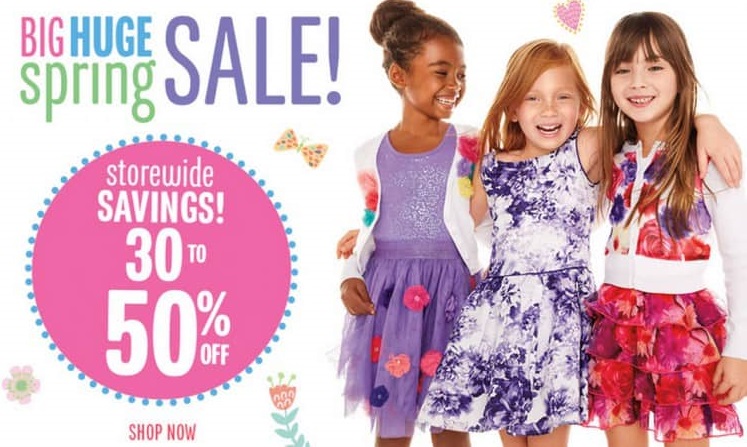 BIG HUGE SALE!
spring
storewide
SAVINGS!
30 TO
50% OFF
SHOP NOW